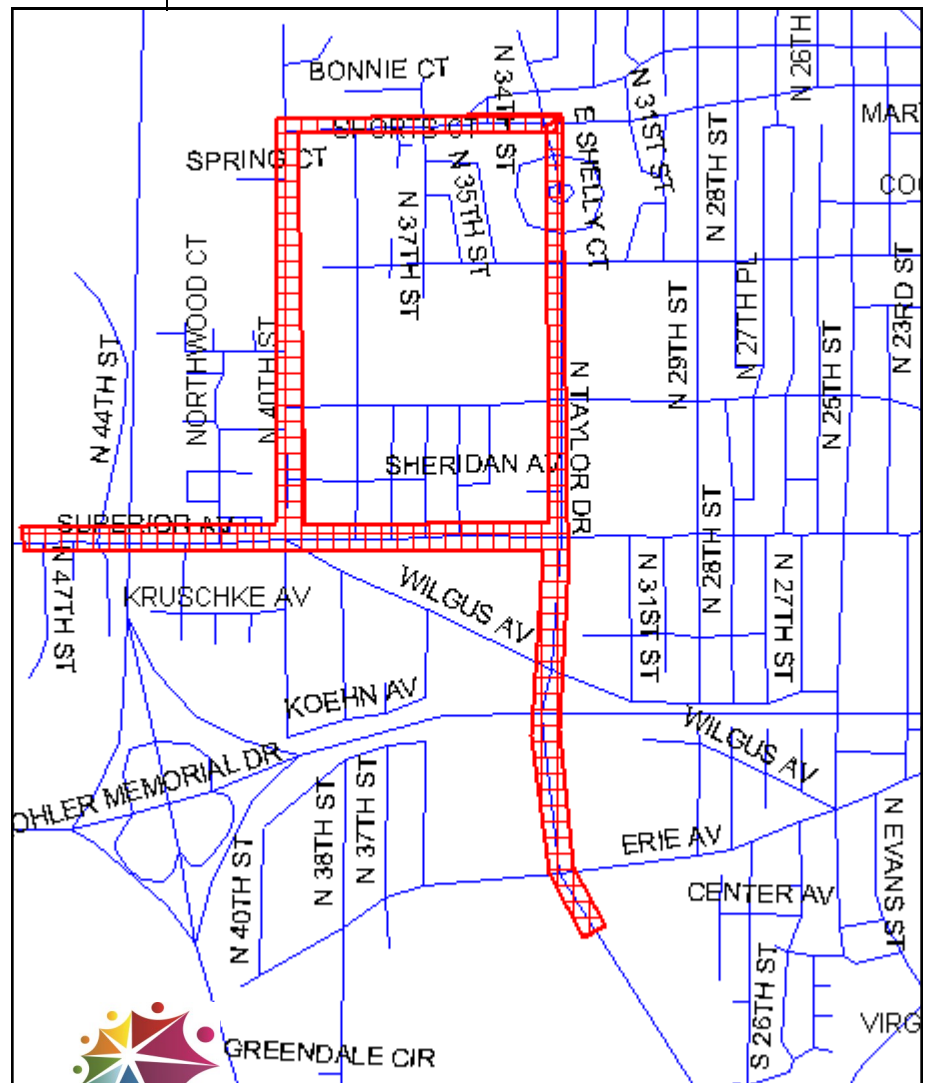 BONNIE CT
N 34TH ST
N 31ST ST
N 26TH
MAR
SPRING CT
E SHELLY CT
N 28TH ST
COO
N 35TH ST
N 37TH ST
NORTHWOOD CT
N 40TH ST
N 44TH ST
N 29TH ST
N 27TH PL
N 25TH ST
N 23RD ST
N TAYLOR DR
SHERIDAN AV
SUPERIOR AV
N 47TH ST
KRUSCHKE AV
WILGUS AV
N 31ST ST
N 28TH ST
N 27TH ST
KOEHN AV
WILGUS AV
OHLER MEMORIAL DR
N 40TH ST
N 38TH ST
N 37TH ST
ERIE AV
CENTER AV
N EVANS ST
S 26TH ST
VIRG
GREENDALE CIR